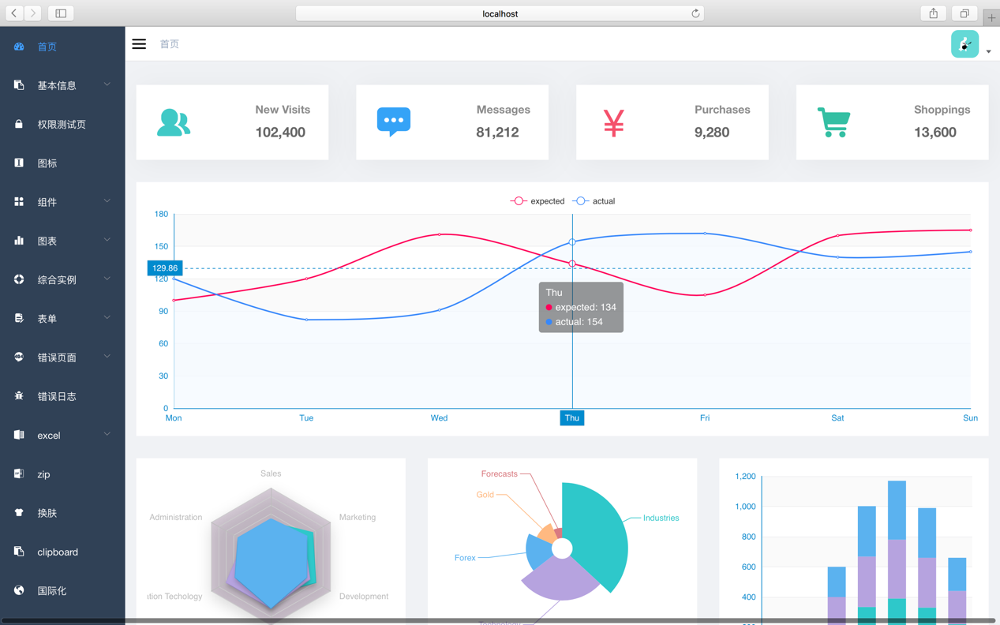 localhost
首页
基本信息
权限测试页
图标
组件
图表
综合实例
表单
404
错误页面
错误日志
excel
zip
换肤
clipboard
国际化
首页
New Visits
102,400
Messages
81,212
Purchases
9,280
Shoppings
13,600
expected actual
180
150
129.86
120
90
60
30
0
Thu
expected: 134
actual: 154
Mon Tue Wed Thu Fri Sat Sun
Sales
Administration
Marketing
ition Techology
Development
Forecasts
Gold
Industries
Forex
Technology
1,200
1,000
800
600
400